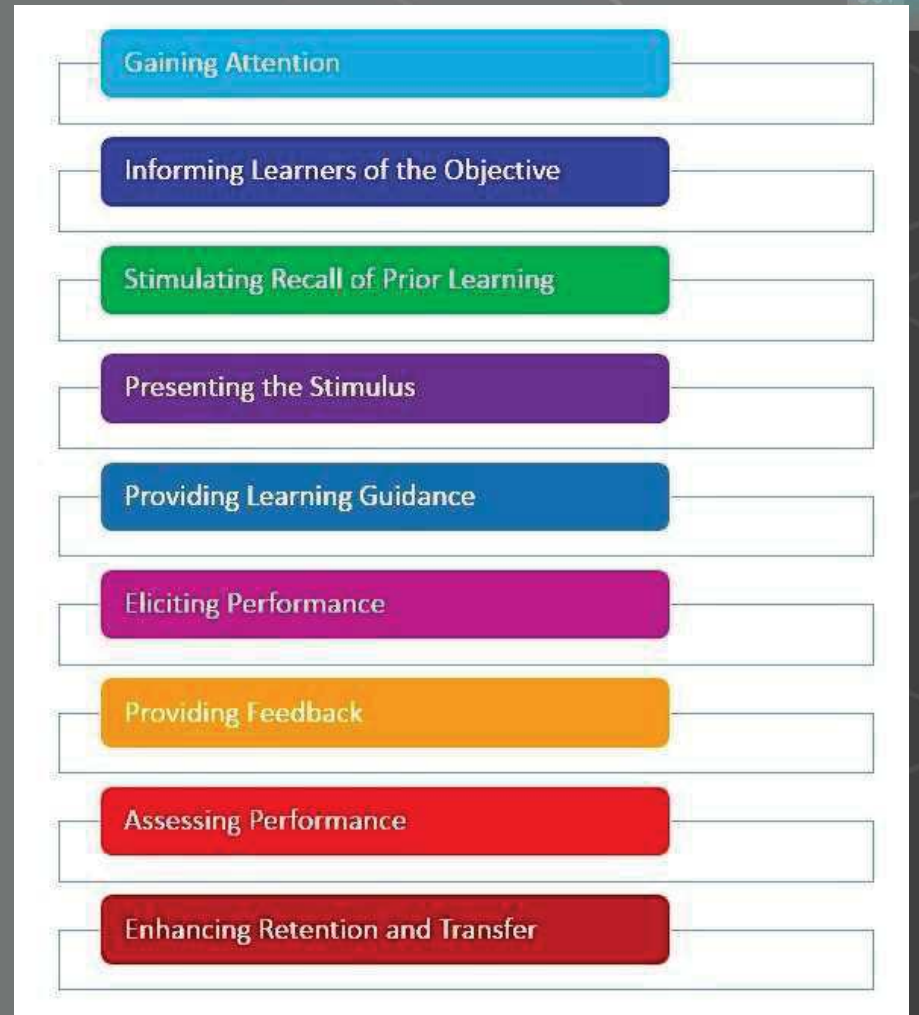 Gaining Attention
Informing Learners of the Objective
Stimulating Recall of Prior Learning
Presenting the Stimulus
Providing Learning Guidance
Eliciting Performance
Providing Feedback
Assessing Performance
Enhancing Retention and Transfer